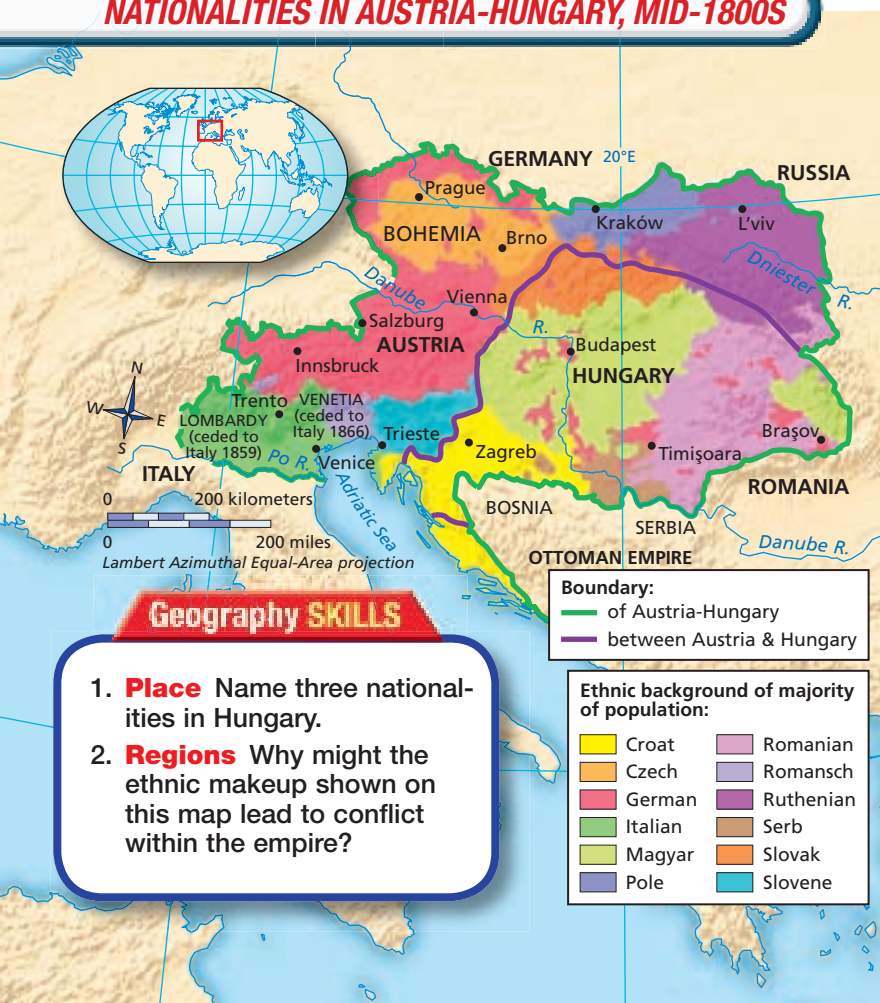 NATIONALITIES IN AUSTRIA-HUNGARY, MID-1800S
GERMANY
20°E
RUSSIA
Prague
Kraków
L'viv
BOHEMIA
Brno
Dniester R.
Danube R.
Vienna
Salzburg
AUSTRIA
Budapest
Innsbruck
HUNGARY
N
W
E
S
Trento
VENETIA
(ceded to
Italy 1866)
LOMBARDY
(ceded to
Italy 1859)
Trieste
Zagreb
Braşov
Timişoara
Po R.
Venice
ITALY
ROMANIA
Adriatic Sea
BOSNIA
SERBIA
Danube R.
OTTOMAN EMPIRE
0 200 kilometers
0 200 miles
Lambert Azimuthal Equal-Area projection
Boundary:
of Austria-Hungary
between Austria & Hungary
Geography SKILLS
1. Place Name three national-
ities in Hungary.
2. Regions Why might the
ethnic makeup shown on
this map lead to conflict
within the empire?
Ethnic background of majority
of population:
Croat
Czech
German
Italian
Magyar
Pole
Romanian
Romansch
Ruthenian
Serb
Slovak
Slovene